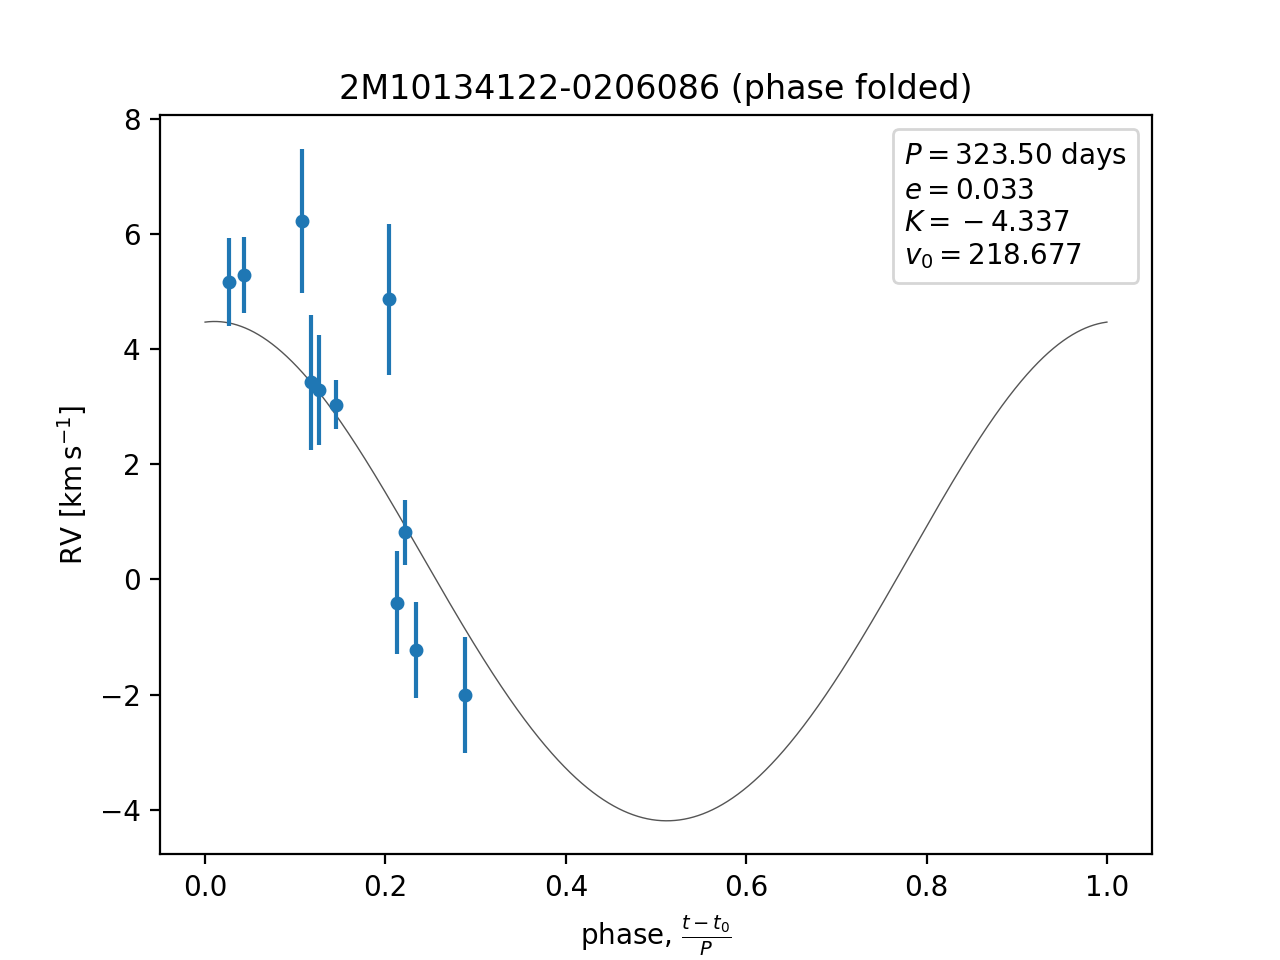 2M10134122-0206086 (phase folded)
P = 323.50 days
e = 0.033
K = −4.337
v₀ = 218.677
RV [km s⁻¹]
8
6
4
2
0
−2
−4
0.0 0.2 0.4 0.6 0.8 1.0
phase, (t − t₀)/P